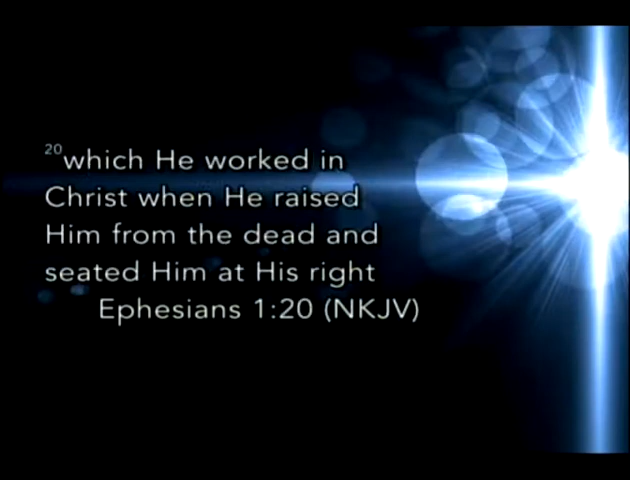 20which He worked in
Christ when He raised
Him from the dead and
seated Him at His right
Ephesians 1:20 (NKJV)